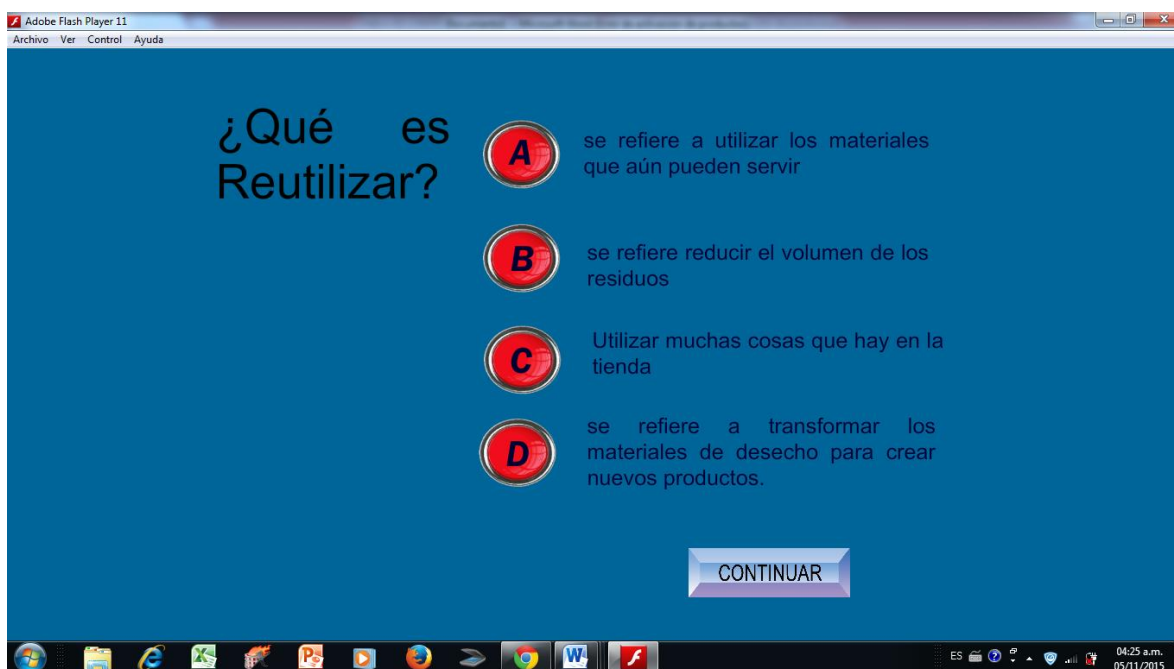 Adobe Flash Player 11
Archivo Ver Control Ayuda
¿Qué es
Reutilizar?
A
se refiere a utilizar los materiales
que aún pueden servir
B
se refiere reducir el volumen de los
residuos
C
Utilizar muchas cosas que hay en la
tienda
D
se refiere a transformar los
materiales de desecho para crear
nuevos productos.
CONTINUAR
ES
04:25 a.m.
05/11/2015